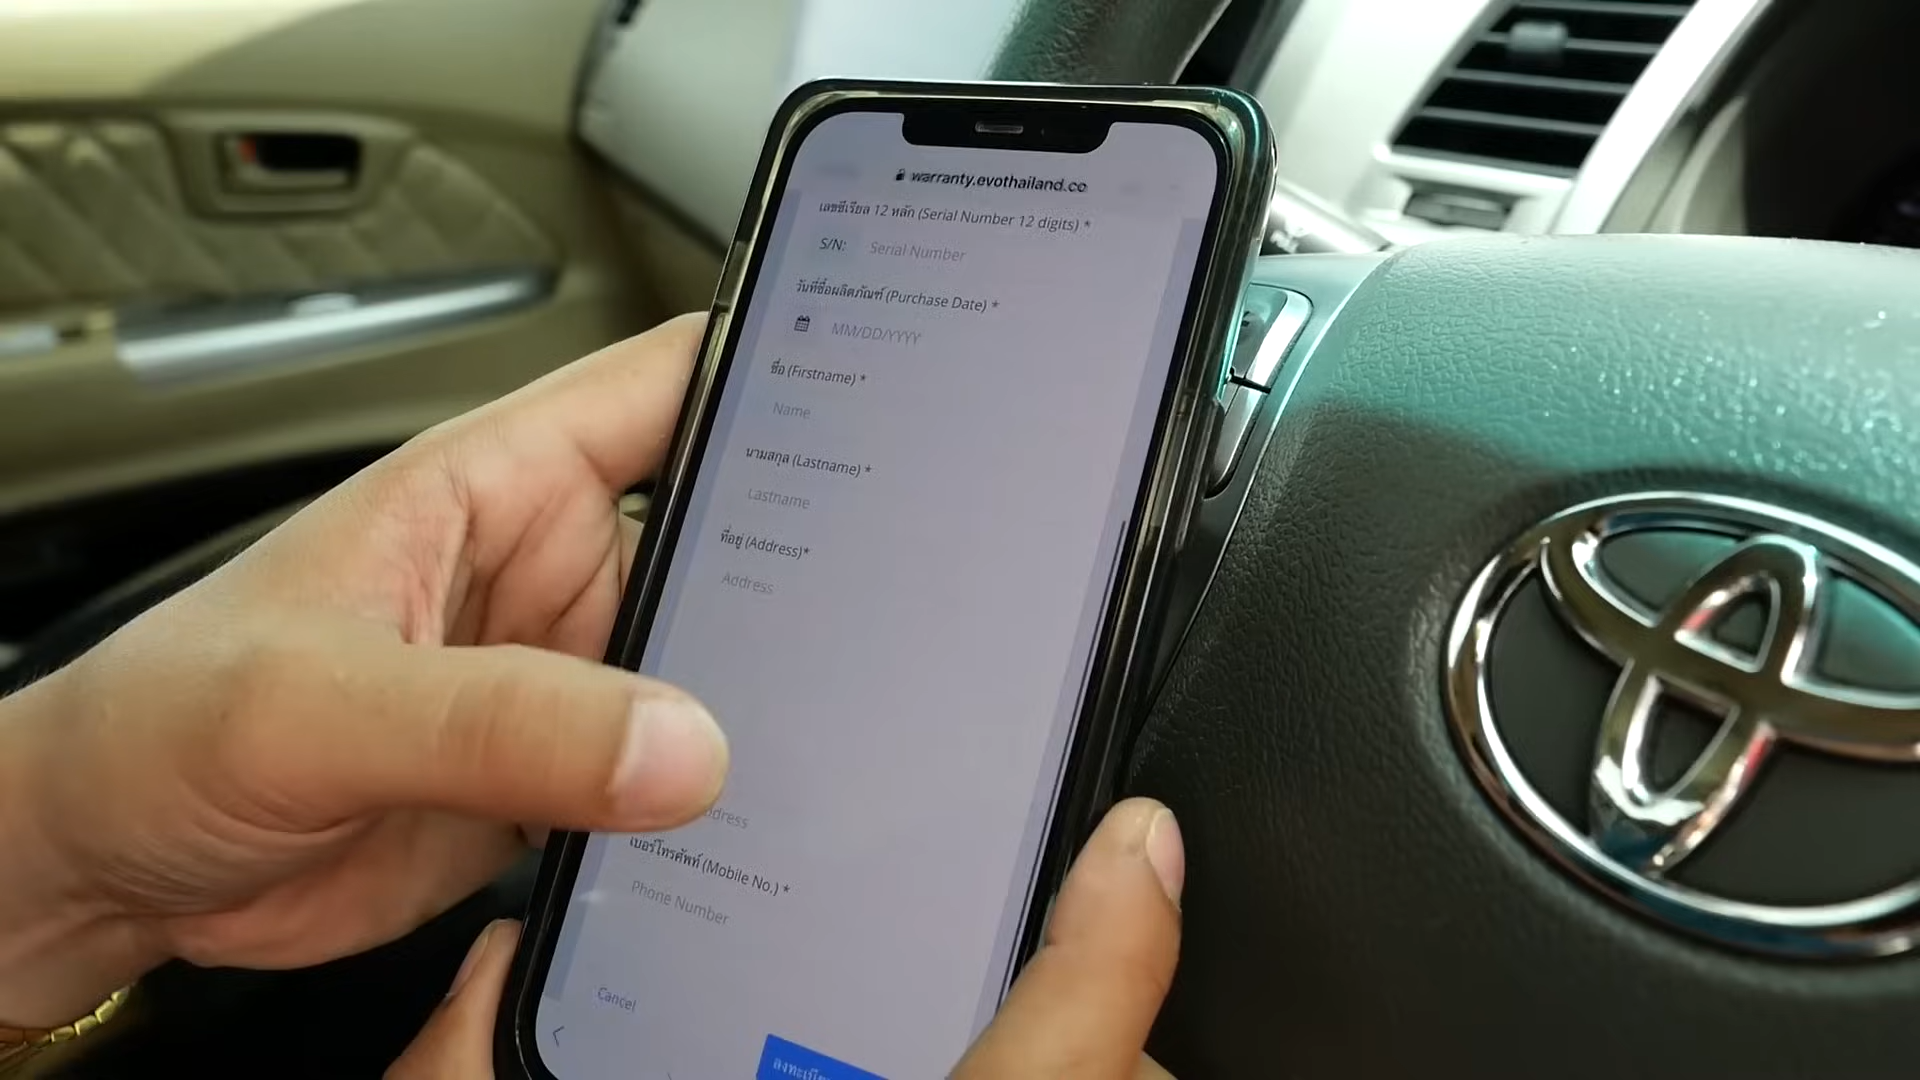 warranty.evothailand.co
เลขซีเรียล 12 หลัก (Serial Number 12 digits) *
S/N: Serial Number
วันที่ซื้อผลิตภัณฑ์ (Purchase Date) *
MM/DD/YYYY
ชื่อ (Firstname) *
Name
นามสกุล (Lastname) *
Lastname
ที่อยู่ (Address)*
Address
เบอร์โทรศัพท์ (Mobile No.) *
Phone Number
Cancel